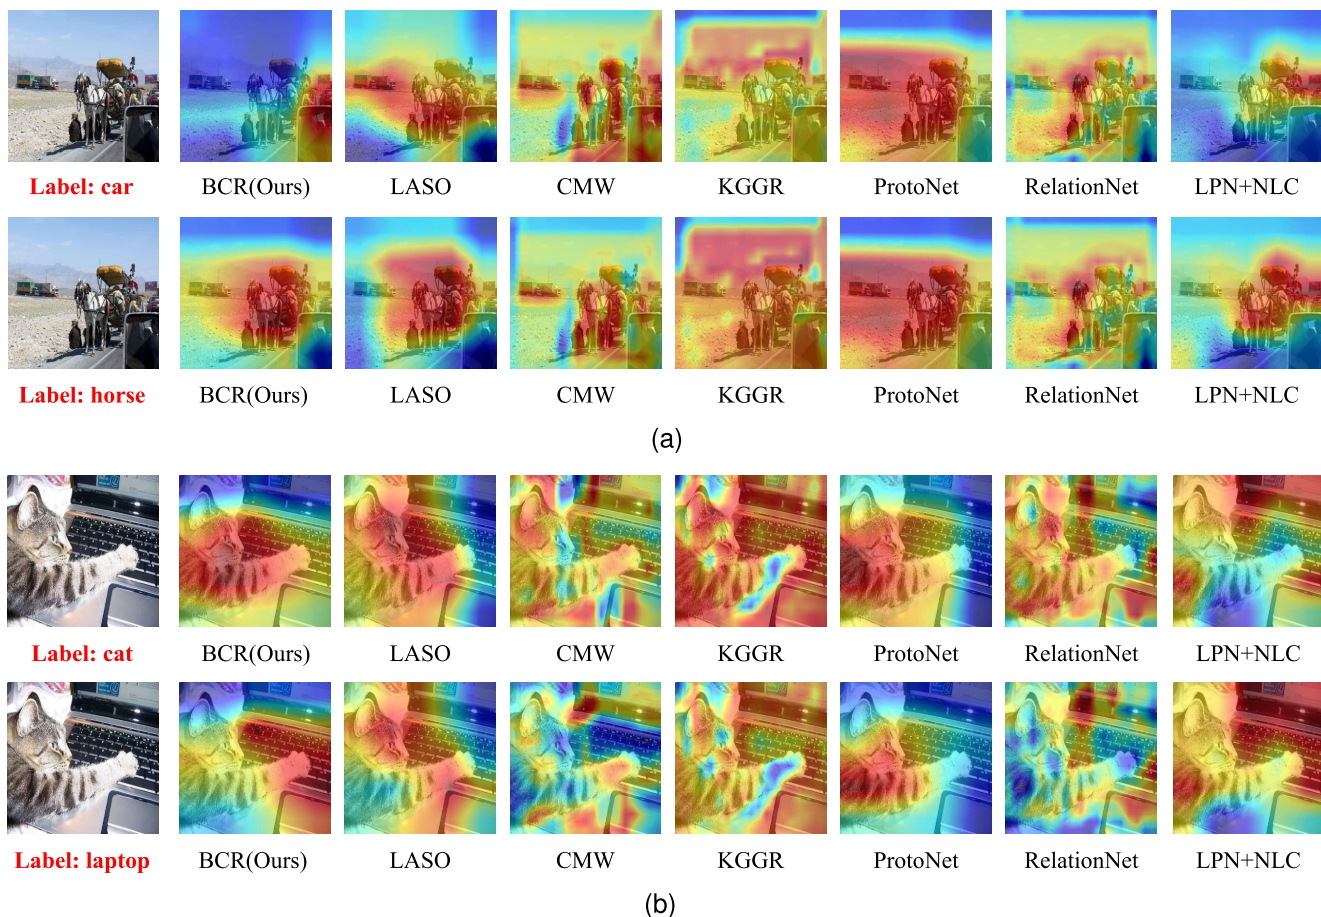 Label: car BCR(Ours) LASO CMW KGGR ProtoNet RelationNet LPN+NLC
Label: horse BCR(Ours) LASO CMW KGGR ProtoNet RelationNet LPN+NLC
(a)
Label: cat BCR(Ours) LASO CMW KGGR ProtoNet RelationNet LPN+NLC
Label: laptop BCR(Ours) LASO CMW KGGR ProtoNet RelationNet LPN+NLC
(b)